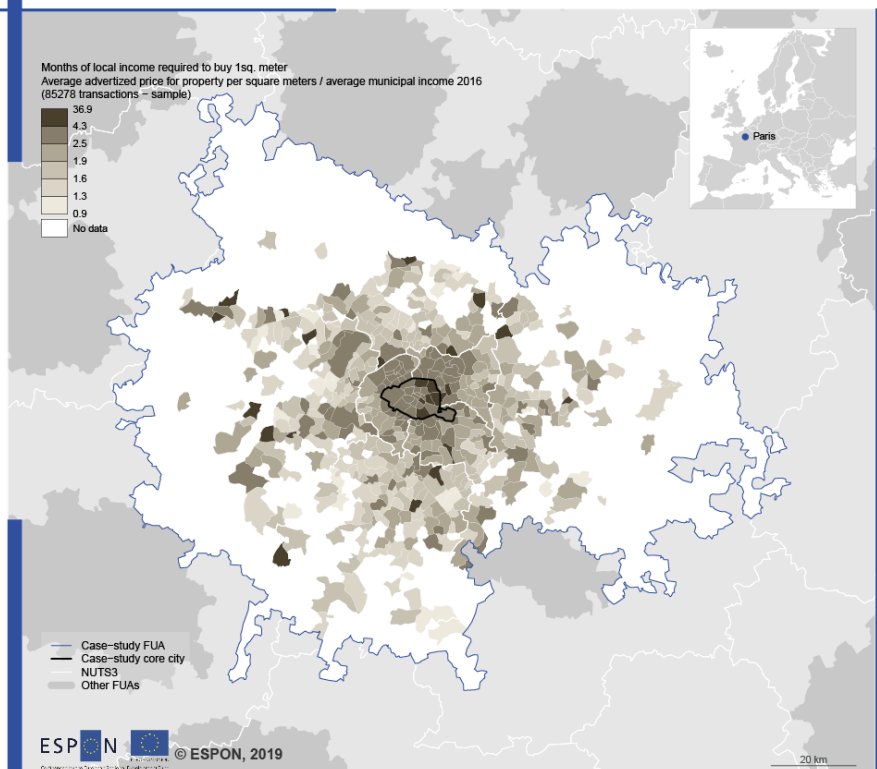 Months of local income required to buy 1sq. meter
Average advertized price for property per square meters / average municipal income 2016
(85278 transactions − sample)
36.9
4.3
2.5
1.9
1.6
1.3
0.9
No data
Paris
Case−study FUA
Case−study core city
NUTS3
Other FUAs
ESPON
© ESPON, 2019
20 km